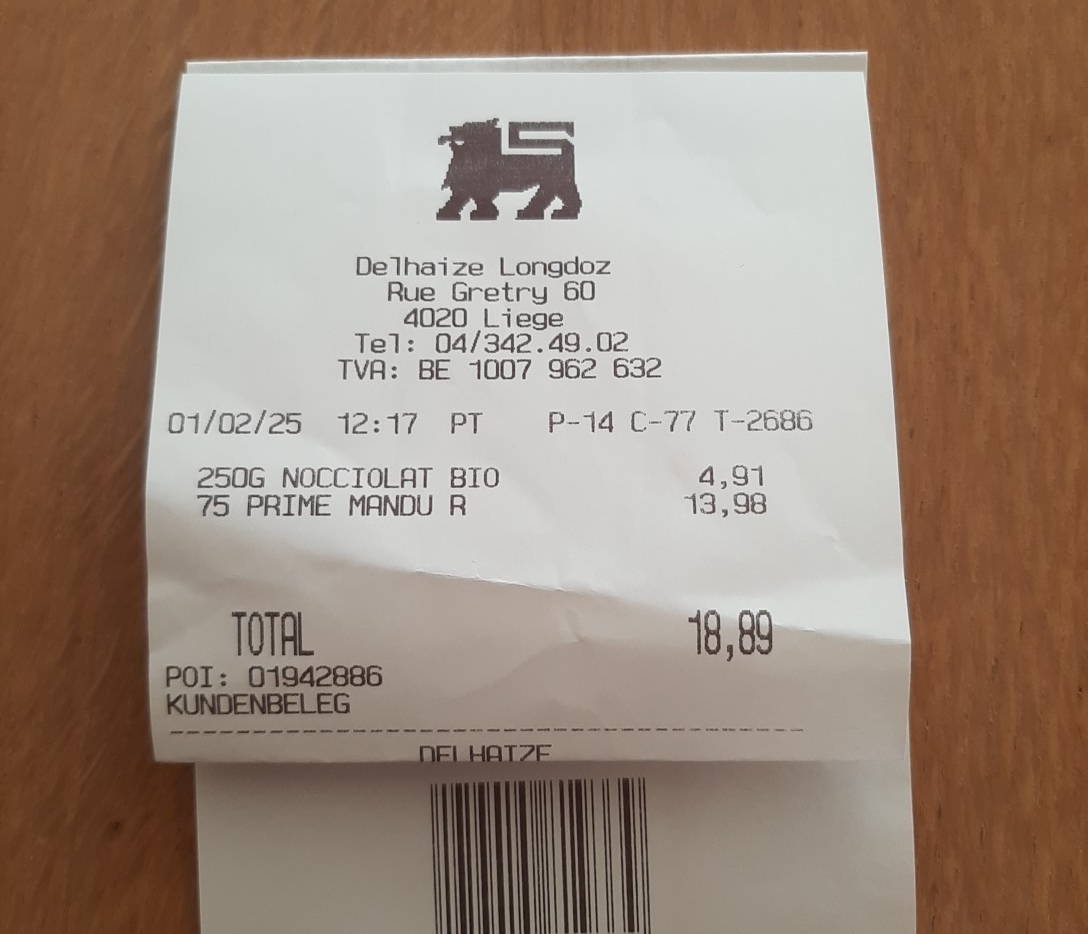 Delhaize Longdoz
Rue Gretry 60
4020 Liege
Tel: 04/342.49.02
TVA: BE 1007 962 632
01/02/25 12:17 PT P-14 C-77 T-2686
250G NOCCIOLAT BIO 4,91
75 PRIME MANDU R 13,98
TOTAL 18,89
POI: 01942886
KUNDENBELEG
DELHAIZE